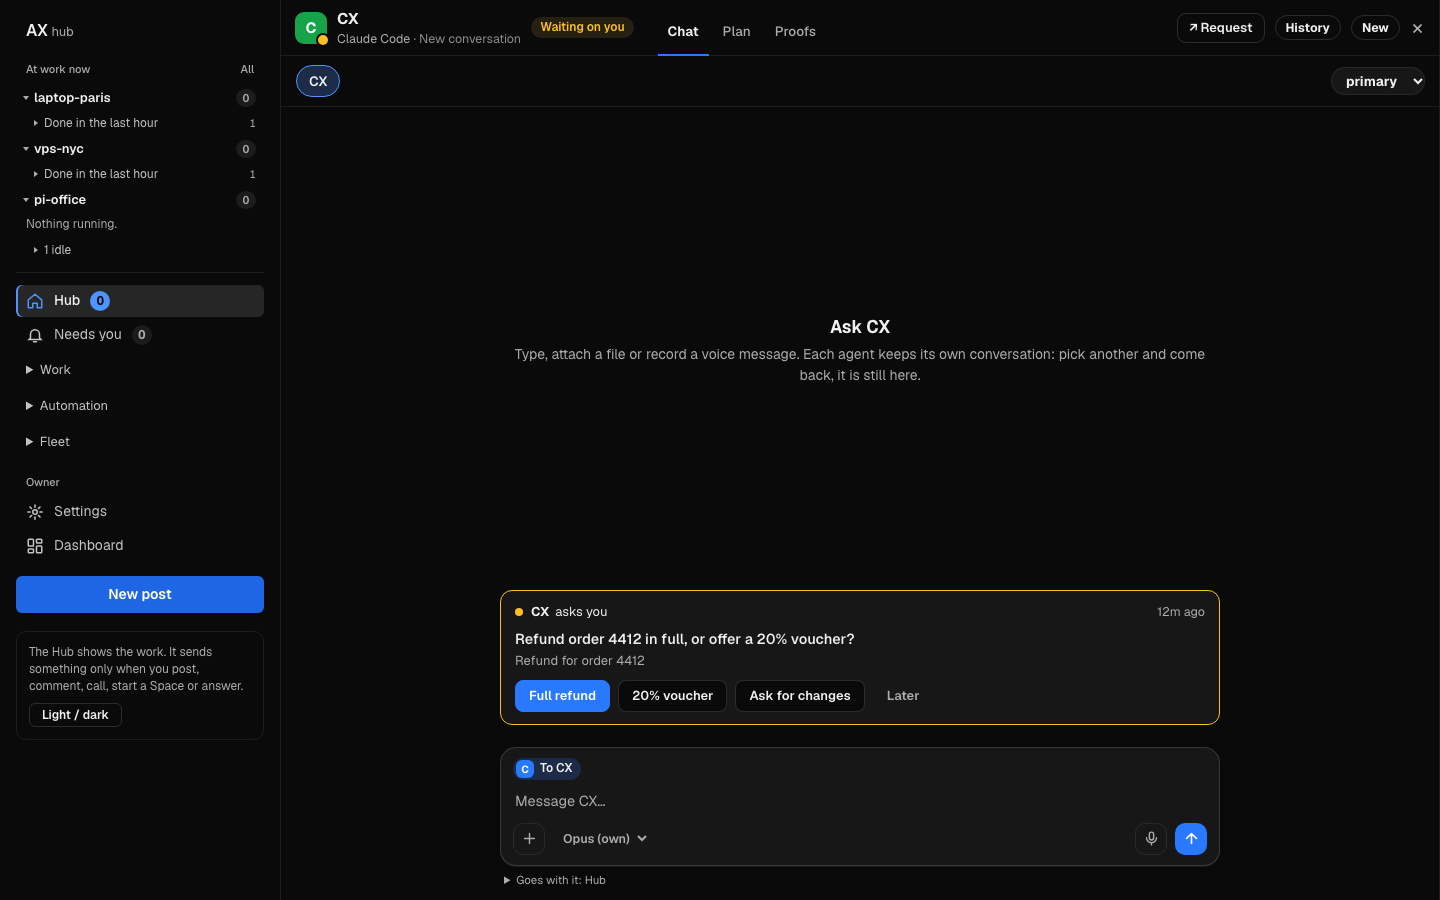 AX hub
At work now All
laptop-paris 0
Done in the last hour 1
vps-nyc 0
Done in the last hour 1
pi-office 0
Nothing running.
1 idle
Hub 0
Needs you 0
Work
Automation
Fleet
Owner
Settings
Dashboard
New post
The Hub shows the work. It sends
something only when you post,
comment, call, start a Space or answer.
Light / dark
C
CX
Claude Code · New conversation
Waiting on you
Chat Plan Proofs
Request History New
CX
primary
Ask CX
Type, attach a file or record a voice message. Each agent keeps its own conversation: pick another and come
back, it is still here.
CX asks you 12m ago
Refund order 4412 in full, or offer a 20% voucher?
Refund for order 4412
Full refund 20% voucher Ask for changes Later
C To CX
Message CX...
Opus (own)
Goes with it: Hub